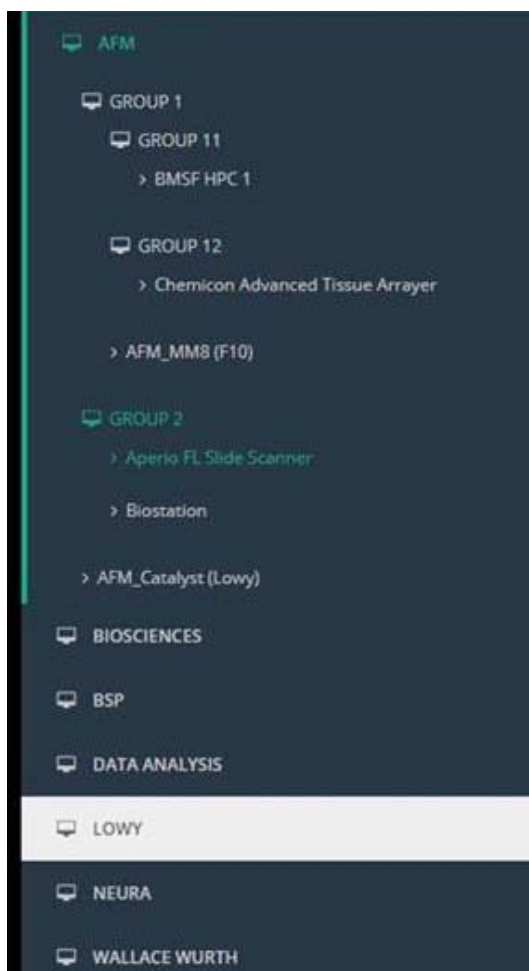 AFM
GROUP 1
GROUP 11
> BMSF HPC 1
GROUP 12
> Chemicon Advanced Tissue Arrayer
> AFM_MM8 (F10)
GROUP 2
> Aperio FL Slide Scanner
> Biostation
> AFM_Catalyst (Lowy)
BIOSCIENCES
BSP
DATA ANALYSIS
LOWY
NEURA
WALLACE WURTH